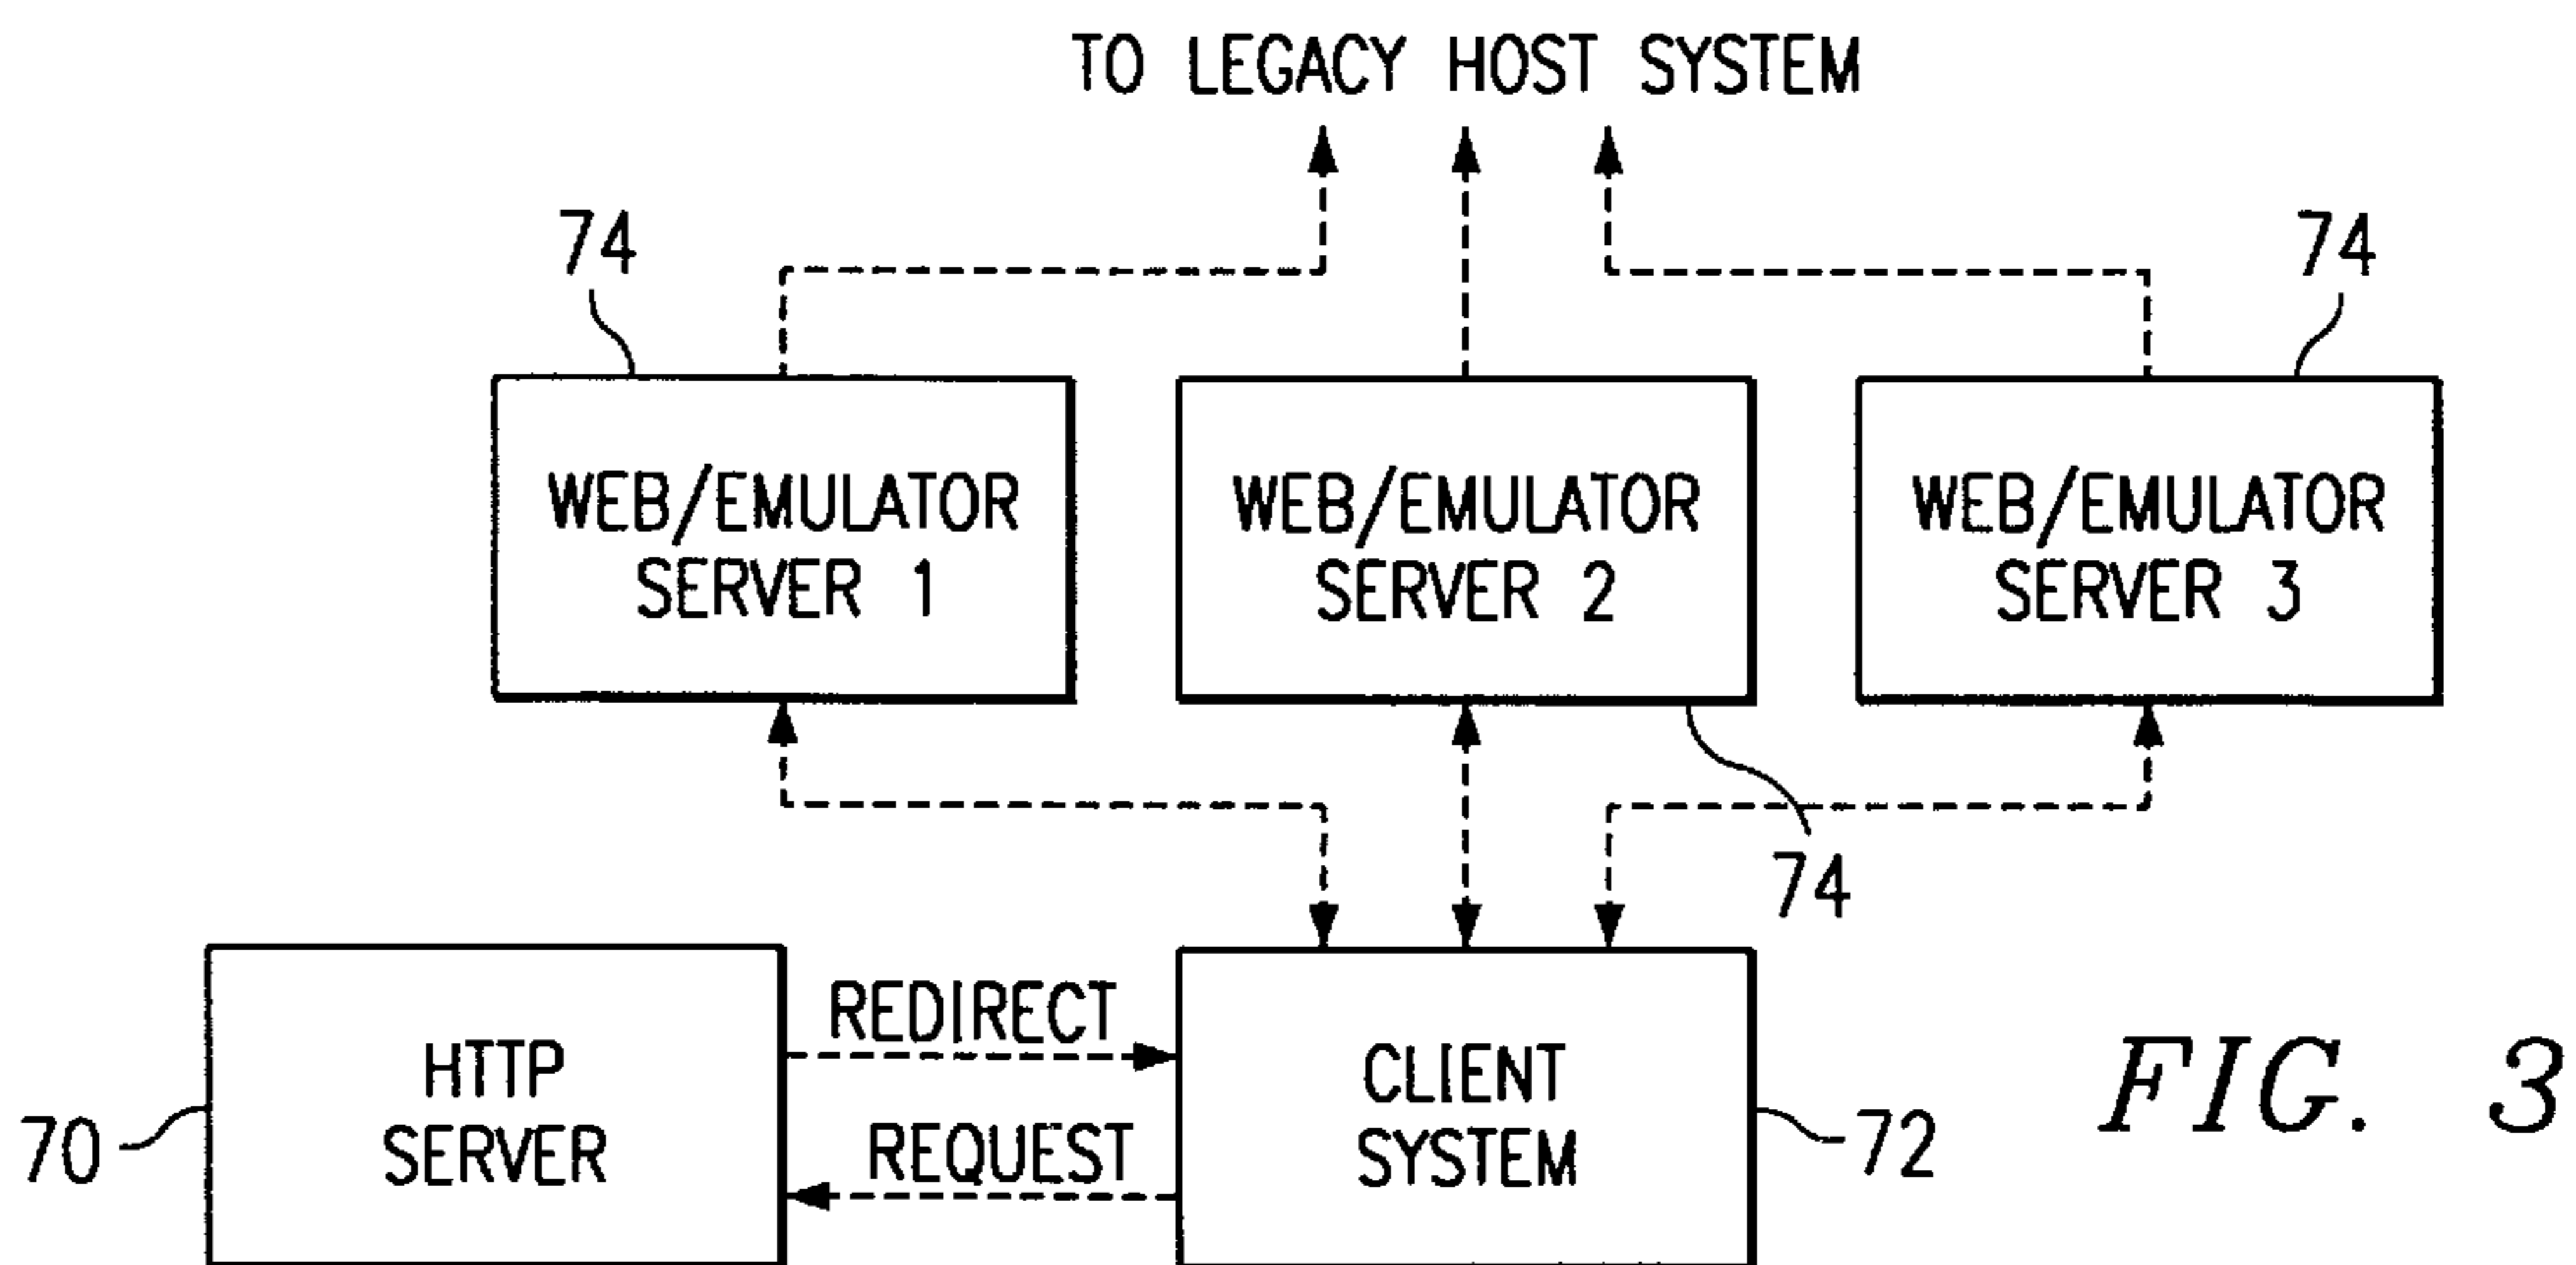 TO LEGACY HOST SYSTEM
74
74
WEB/EMULATOR
SERVER 1
WEB/EMULATOR
SERVER 2
WEB/EMULATOR
SERVER 3
74
HTTP
SERVER
70
REDIRECT
REQUEST
CLIENT
SYSTEM
72
FIG. 3